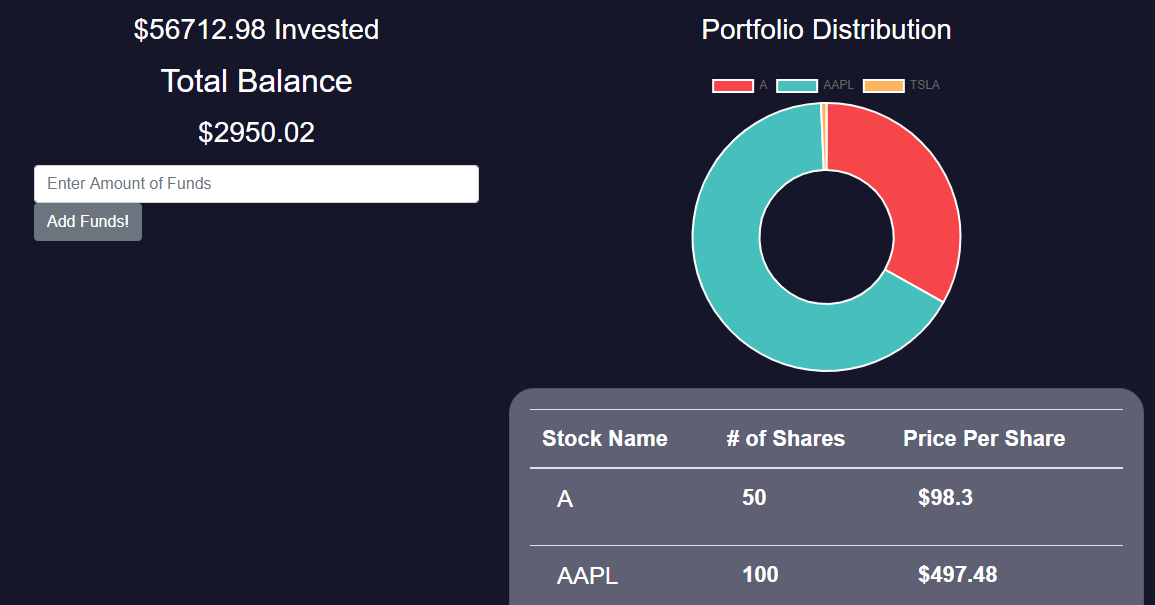 $56712.98 Invested
Total Balance
$2950.02
Enter Amount of Funds
Add Funds!
Portfolio Distribution
A AAPL TSLA
Stock Name # of Shares Price Per Share
A 50 $98.3
AAPL 100 $497.48